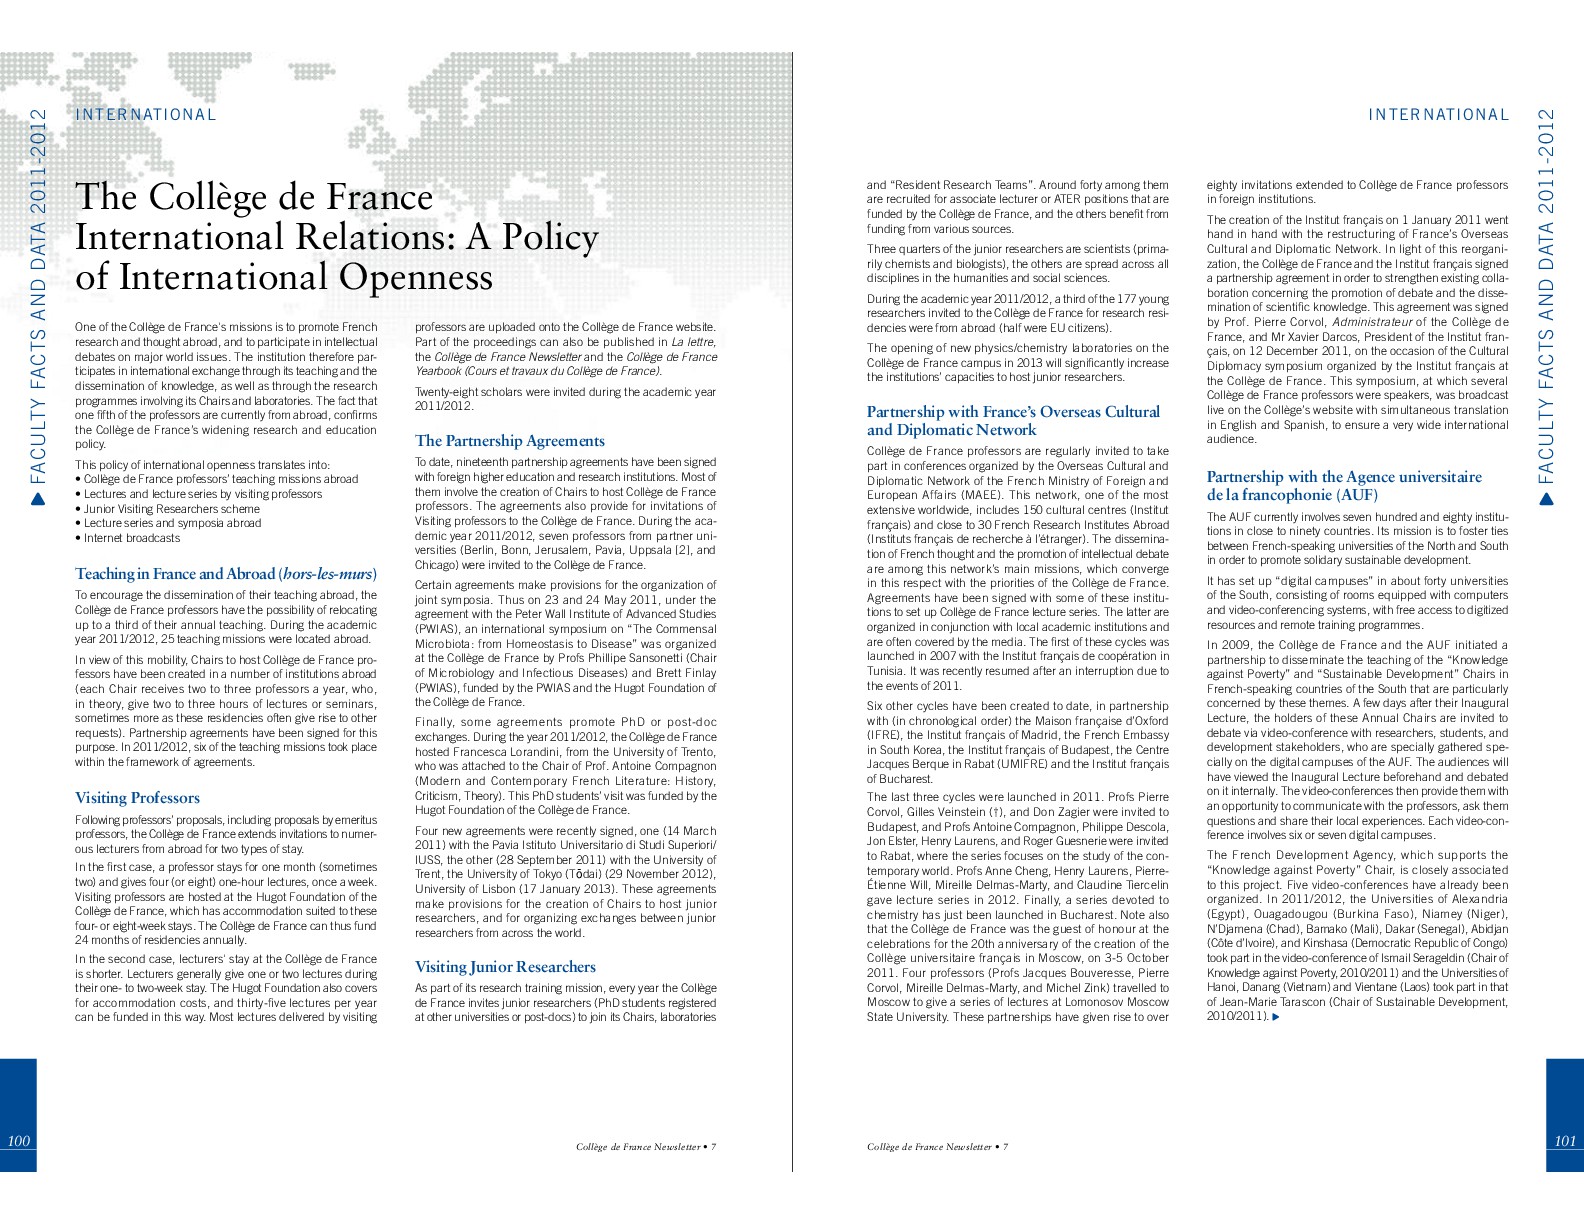 INTERNATIONAL
FACULTY FACTS AND DATA 2011-2012
The Collège de France
International Relations: A Policy
of International Openness
One of the Collège de France's missions is to promote French
research and thought abroad, and to participate in intellectual
debates on major world issues. The institution therefore par-
ticipates in international exchange through its teaching and the
dissemination of knowledge, as well as through the research
programmes involving its Chairs and laboratories. The fact that
one fifth of the professors are currently from abroad, confirms
the Collège de France's widening research and education
policy.
This policy of international openness translates into:
• Collège de France professors' teaching missions abroad
• Lectures and lecture series by visiting professors
• Junior Visiting Researchers scheme
• Lecture series and symposia abroad
• Internet broadcasts
Teaching in France and Abroad (hors-les-murs)
To encourage the dissemination of their teaching abroad, the
Collège de France professors have the possibility of relocating
up to a third of their annual teaching. During the academic
year 2011/2012, 25 teaching missions were located abroad.
In view of this mobility, Chairs to host Collège de France pro-
fessors have been created in a number of institutions abroad
(each Chair receives two to three professors a year, who,
in theory, give two to three hours of lectures or seminars,
sometimes more as these residencies often give rise to other
requests). Partnership agreements have been signed for this
purpose. In 2011/2012, six of the teaching missions took place
within the framework of agreements.
Visiting Professors
Following professors' proposals, including proposals by emeritus
professors, the Collège de France extends invitations to numer-
ous lecturers from abroad for two types of stay.
In the first case, a professor stays for one month (sometimes
two) and gives four (or eight) one-hour lectures, once a week.
Visiting professors are hosted at the Hugot Foundation of the
Collège de France, which has accommodation suited to these
four- or eight-week stays. The Collège de France can thus fund
24 months of residencies annually.
In the second case, lecturers' stay at the Collège de France
is shorter. Lecturers generally give one or two lectures during
their one- to two-week stay. The Hugot Foundation also covers
for accommodation costs, and thirty-five lectures per year
can be funded in this way. Most lectures delivered by visiting
professors are uploaded onto the Collège de France website.
Part of the proceedings can also be published in La lettre,
the Collège de France Newsletter and the Collège de France
Yearbook (Cours et travaux du Collège de France).
Twenty-eight scholars were invited during the academic year
2011/2012.
The Partnership Agreements
To date, nineteenth partnership agreements have been signed
with foreign higher education and research institutions. Most of
them involve the creation of Chairs to host Collège de France
professors. The agreements also provide for invitations of
Visiting professors to the Collège de France. During the aca-
demic year 2011/2012, seven professors from partner uni-
versities (Berlin, Bonn, Jerusalem, Pavia, Uppsala [2], and
Chicago) were invited to the Collège de France.
Certain agreements make provisions for the organization of
joint symposia. Thus on 23 and 24 May 2011, under the
agreement with the Peter Wall Institute of Advanced Studies
(PWIAS), an international symposium on “The Commensal
Microbiota: from Homeostasis to Disease” was organized
at the Collège de France by Profs Phillipe Sansonetti (Chair
of Microbiology and Infectious Diseases) and Brett Finlay
(PWIAS), funded by the PWIAS and the Hugot Foundation of
the Collège de France.
Finally, some agreements promote PhD or post-doc
exchanges. During the year 2011/2012, the Collège de France
hosted Francesca Lorandini, from the University of Trento,
who was attached to the Chair of Prof. Antoine Compagnon
(Modern and Contemporary French Literature: History,
Criticism, Theory). This PhD students' visit was funded by the
Hugot Foundation of the Collège de France.
Four new agreements were recently signed, one (14 March
2011) with the Pavia Istituto Universitario di Studi Superiori/
IUSS, the other (28 September 2011) with the University of
Trent, the University of Tokyo (Tōdai) (29 November 2012),
University of Lisbon (17 January 2013). These agreements
make provisions for the creation of Chairs to host junior
researchers, and for organizing exchanges between junior
researchers from across the world.
Visiting Junior Researchers
As part of its research training mission, every year the Collège
de France invites junior researchers (PhD students registered
at other universities or post-docs) to join its Chairs, laboratories
100
Collège de France Newsletter • 7
INTERNATIONAL
FACULTY FACTS AND DATA 2011-2012
and “Resident Research Teams”. Around forty among them
are recruited for associate lecturer or ATER positions that are
funded by the Collège de France, and the others benefit from
funding from various sources.
Three quarters of the junior researchers are scientists (prima-
rily chemists and biologists), the others are spread across all
disciplines in the humanities and social sciences.
During the academic year 2011/2012, a third of the 177 young
researchers invited to the Collège de France for research resi-
dencies were from abroad (half were EU citizens).
The opening of new physics/chemistry laboratories on the
Collège de France campus in 2013 will significantly increase
the institutions' capacities to host junior researchers.
Partnership with France's Overseas Cultural
and Diplomatic Network
Collège de France professors are regularly invited to take
part in conferences organized by the Overseas Cultural and
Diplomatic Network of the French Ministry of Foreign and
European Affairs (MAEE). This network, one of the most
extensive worldwide, includes 150 cultural centres (Institut
français) and close to 30 French Research Institutes Abroad
(Instituts français de recherche à l'étranger). The dissemina-
tion of French thought and the promotion of intellectual debate
are among this network's main missions, which converge
in this respect with the priorities of the Collège de France.
Agreements have been signed with some of these institu-
tions to set up Collège de France lecture series. The latter are
organized in conjunction with local academic institutions and
are often covered by the media. The first of these cycles was
launched in 2007 with the Institut français de coopération in
Tunisia. It was recently resumed after an interruption due to
the events of 2011.
Six other cycles have been created to date, in partnership
with (in chronological order) the Maison française d'Oxford
(IFRE), the Institut français of Madrid, the French Embassy
in South Korea, the Institut français of Budapest, the Centre
Jacques Berque in Rabat (UMIFRE) and the Institut français
of Bucharest.
The last three cycles were launched in 2011. Profs Pierre
Corvol, Gilles Veinstein (†), and Don Zagier were invited to
Budapest, and Profs Antoine Compagnon, Philippe Descola,
Jon Elster, Henry Laurens, and Roger Guesnerie were invited
to Rabat, where the series focuses on the study of the con-
temporary world. Profs Anne Cheng, Henry Laurens, Pierre-
Étienne Will, Mireille Delmas-Marty, and Claudine Tiercelin
gave lecture series in 2012. Finally, a series devoted to
chemistry has just been launched in Bucharest. Note also
that the Collège de France was the guest of honour at the
celebrations for the 20th anniversary of the creation of the
Collège universitaire français in Moscow, on 3-5 October
2011. Four professors (Profs Jacques Bouveresse, Pierre
Corvol, Mireille Delmas-Marty, and Michel Zink) travelled to
Moscow to give a series of lectures at Lomonosov Moscow
State University. These partnerships have given rise to over
eighty invitations extended to Collège de France professors
in foreign institutions.
The creation of the Institut français on 1 January 2011 went
hand in hand with the restructuring of France's Overseas
Cultural and Diplomatic Network. In light of this reorgani-
zation, the Collège de France and the Institut français signed
a partnership agreement in order to strengthen existing colla-
boration concerning the promotion of debate and the disse-
mination of scientific knowledge. This agreement was signed
by Prof. Pierre Corvol, Administrateur of the Collège de
France, and Mr Xavier Darcos, President of the Institut fran-
çais, on 12 December 2011, on the occasion of the Cultural
Diplomacy symposium organized by the Institut français at
the Collège de France. This symposium, at which several
Collège de France professors were speakers, was broadcast
live on the Collège's website with simultaneous translation
in English and Spanish, to ensure a very wide international
audience.
Partnership with the Agence universitaire
de la francophonie (AUF)
The AUF currently involves seven hundred and eighty institu-
tions in close to ninety countries. Its mission is to foster ties
between French-speaking universities of the North and South
in order to promote solidary sustainable development.
It has set up “digital campuses” in about forty universities
of the South, consisting of rooms equipped with computers
and video-conferencing systems, with free access to digitized
resources and remote training programmes.
In 2009, the Collège de France and the AUF initiated a
partnership to disseminate the teaching of the “Knowledge
against Poverty” and “Sustainable Development” Chairs in
French-speaking countries of the South that are particularly
concerned by these themes. A few days after their Inaugural
Lecture, the holders of these Annual Chairs are invited to
debate via video-conference with researchers, students, and
development stakeholders, who are specially gathered spe-
cially on the digital campuses of the AUF. The audiences will
have viewed the Inaugural Lecture beforehand and debated
on it internally. The video-conferences then provide them with
an opportunity to communicate with the professors, ask them
questions and share their local experiences. Each video-con-
ference involves six or seven digital campuses.
The French Development Agency, which supports the
“Knowledge against Poverty” Chair, is closely associated
to this project. Five video-conferences have already been
organized. In 2011/2012, the Universities of Alexandria
(Egypt), Ouagadougou (Burkina Faso), Niamey (Niger),
N'Djamena (Chad), Bamako (Mali), Dakar (Senegal), Abidjan
(Côte d'Ivoire), and Kinshasa (Democratic Republic of Congo)
took part in the video-conference of Ismail Serageldin (Chair of
Knowledge against Poverty, 2010/2011) and the Universities of
Hanoi, Danang (Vietnam) and Vientane (Laos) took part in that
of Jean-Marie Tarascon (Chair of Sustainable Development,
2010/2011).
Collège de France Newsletter • 7
101